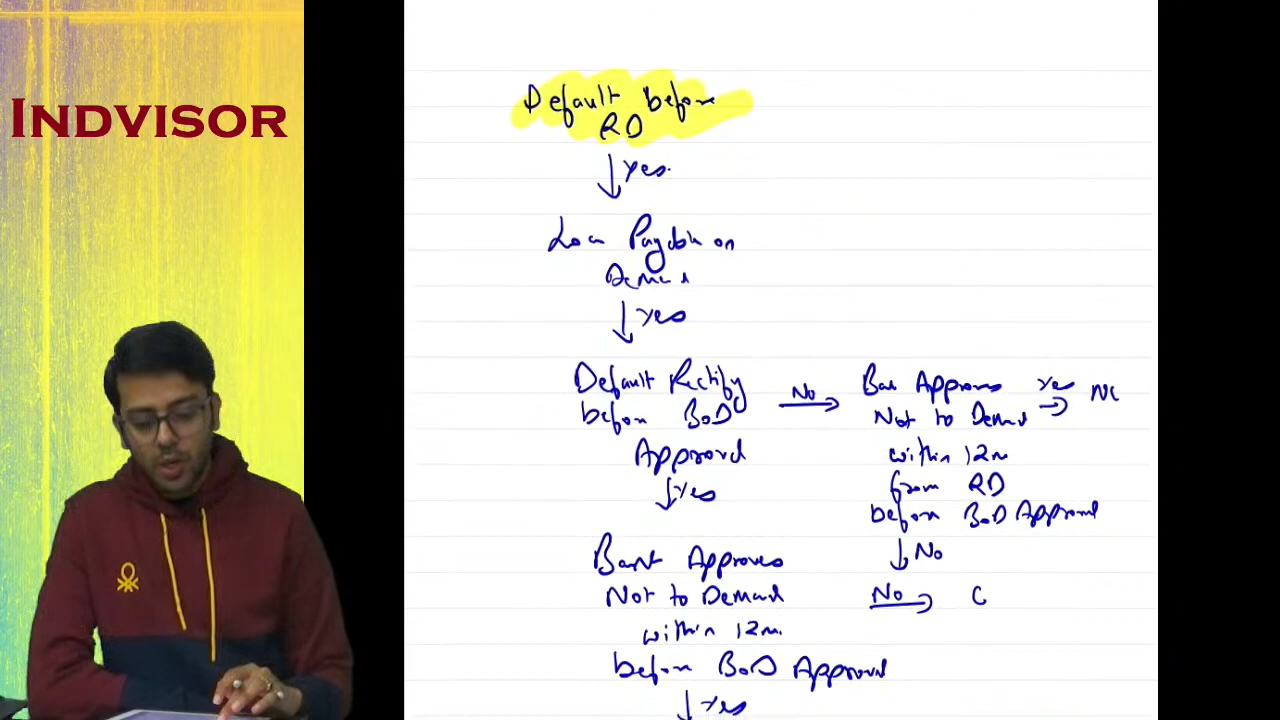 INDVISOR
Default before
RD
Yes.
Loan Payable on
Demand
Yes
Default Rectify
before BoD
Approval
No
Bank Approves
Not to Demand
within 12m
from RD
before BoD Approval
Yes
NC
Yes
No
Bank Approves
Not to Demand
within 12m.
before BoD Approval
No
C
Yes